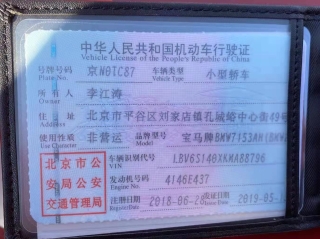 中华人民共和国机动车行驶证
Vehicle License of the People's Republic of China
号牌号码 京N0TC87 车辆类型 小型轿车
Plate No. Vehicle Type
所有人 李江涛
Owner
住址 北京市平谷区刘家店镇孔城峪中心街49号
Address
使用性质 非营运 品牌型号 宝马牌BMW7153AM(BMW
北京市公 车辆识别代号 LBV6S140XKMAB8796
VIN
安局公安 发动机号码 4146E437
Engine No.
交通管理局 注册日期 2018-06-28 发证日期 2019-05-
Register Date Issue Date